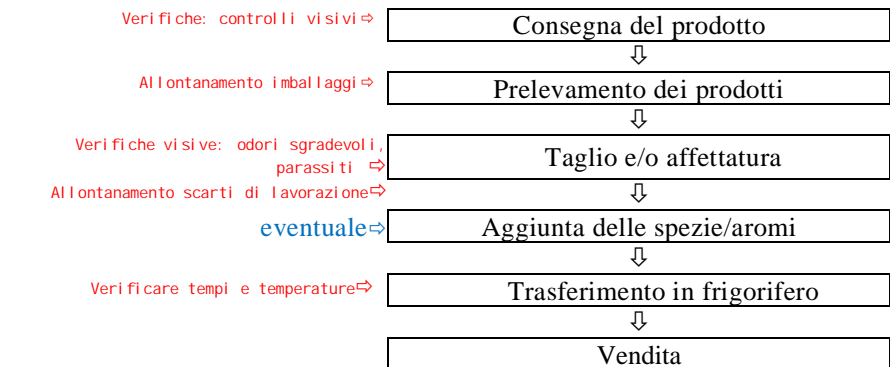 Verifiche: controlli visivi⇨ Consegna del prodotto
⇩
Allontanamento imballaggi⇨ Prelevamento dei prodotti
⇩
Verifiche visive: odori sgradevoli,
parassiti ⇨ Taglio e/o affettatura
Allontanamento scarti di lavorazione⇨ ⇩
eventuale⇨ Aggiunta delle spezie/aromi
⇩
Verificare tempi e temperature⇨ Trasferimento in frigorifero
⇩
Vendita